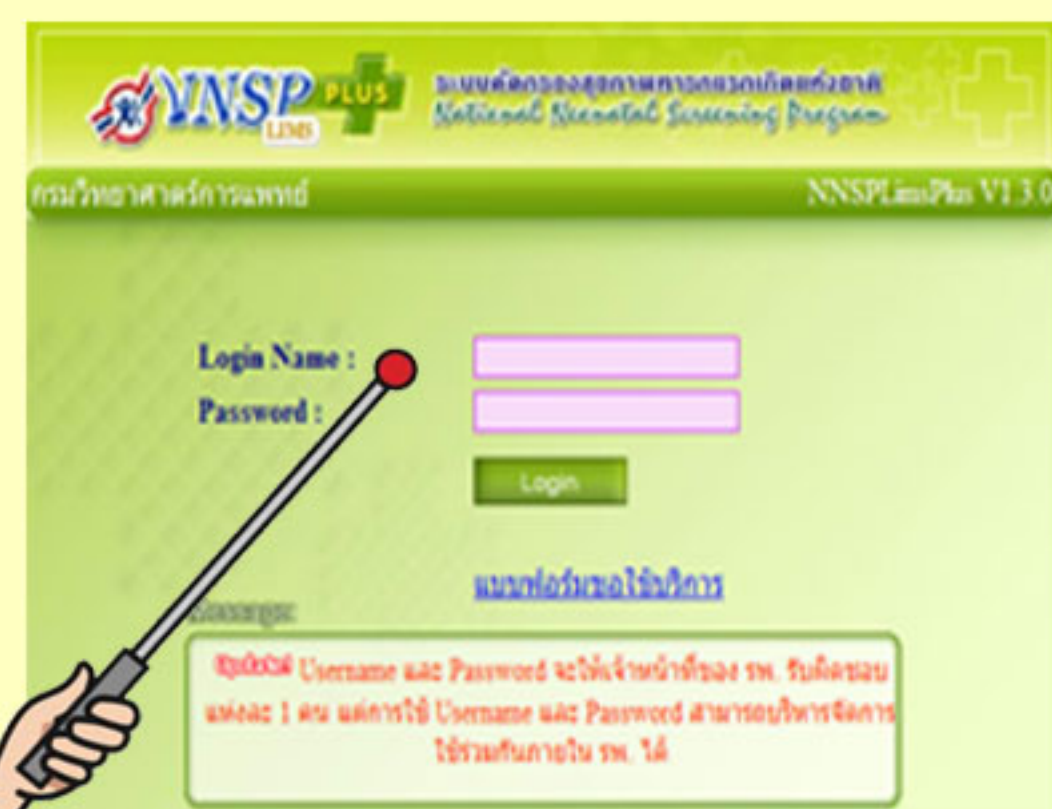 NNSP PLUS
LIMS
ระบบคัดกรองสุขภาพทารกแรกเกิดแห่งชาติ
National Neonatal Screening Program
กรมวิทยาศาตร์การแพทย์ NNSPLimsPlus V1.3.0
Login Name :
Password :
Login
แบบฟอร์มขอใช้บริการ
Message:
Update! Username และ Password จะให้เจ้าหน้าที่ของ รพ. รับผิดชอบ
แห่งละ 1 คน แต่การใช้ Username และ Password สามารถบริหารจัดการ
ใช้ร่วมกันภายใน รพ. ได้